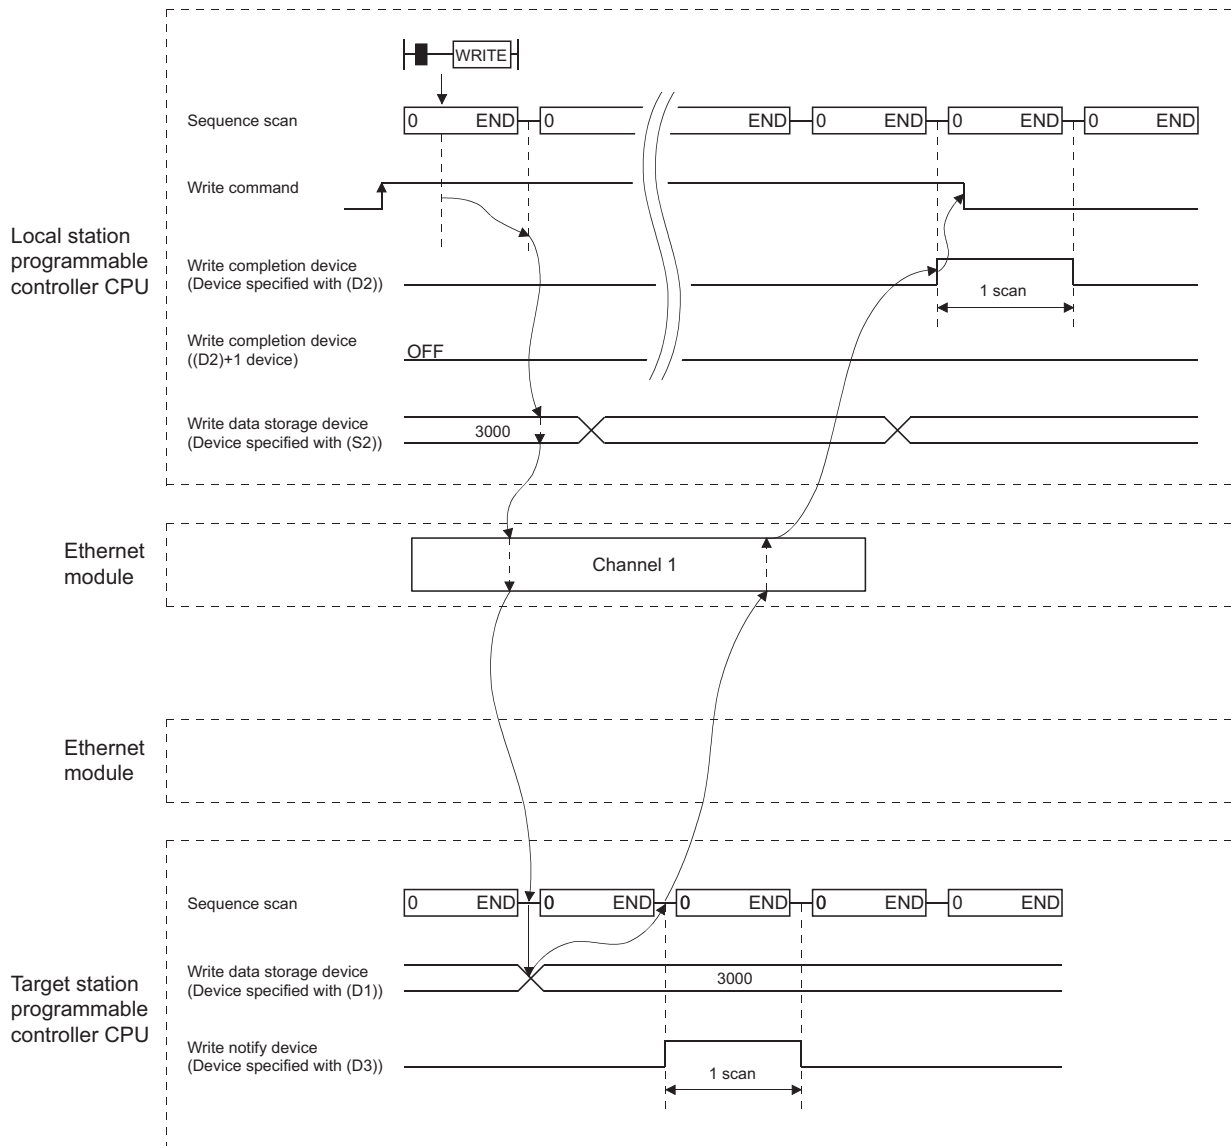 WRITE
Sequence scan
0 END 0 END 0 END 0 END 0 END
Write command
Local station
programmable
controller CPU
Write completion device
(Device specified with (D2))
1 scan
Write completion device
((D2)+1 device)
OFF
Write data storage device
(Device specified with (S2))
3000
Ethernet
module
Channel 1
Ethernet
module
Sequence scan
0 END 0 END 0 END 0 END 0 END
Target station
programmable
controller CPU
Write data storage device
(Device specified with (D1))
3000
Write notify device
(Device specified with (D3))
1 scan